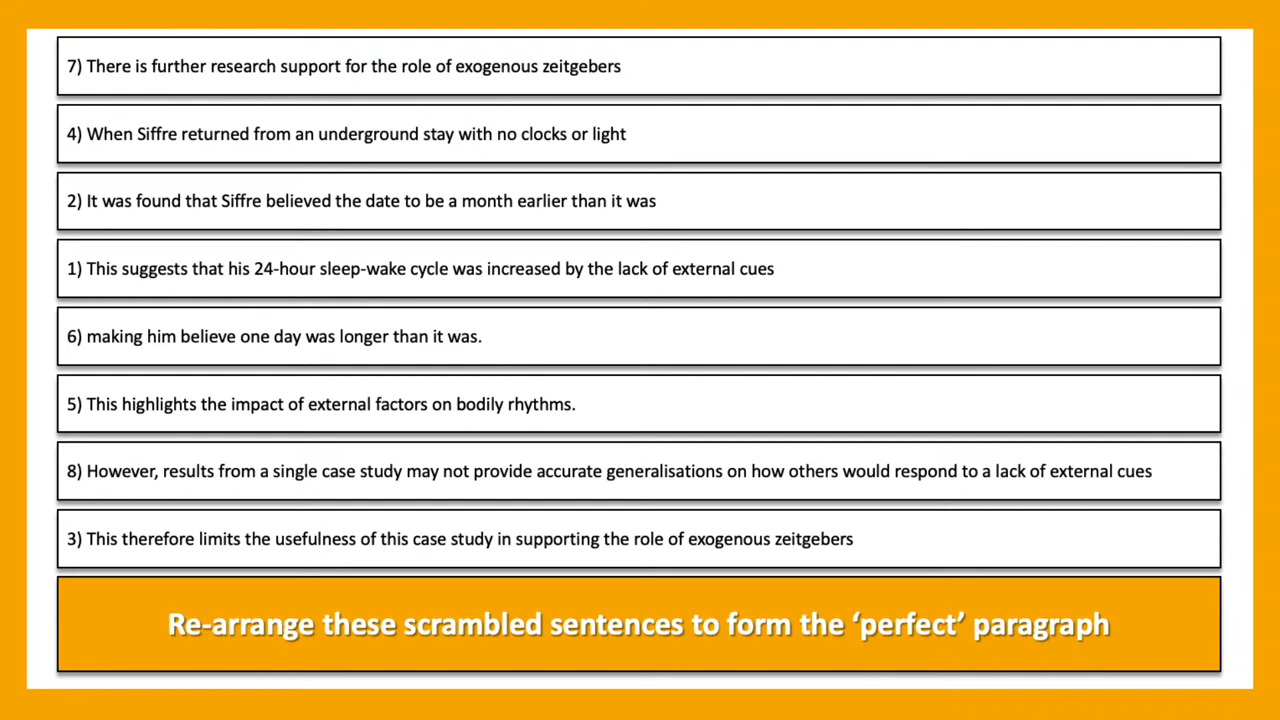 7) There is further research support for the role of exogenous zeitgebers
4) When Siffre returned from an underground stay with no clocks or light
2) It was found that Siffre believed the date to be a month earlier than it was
1) This suggests that his 24-hour sleep-wake cycle was increased by the lack of external cues
6) making him believe one day was longer than it was.
5) This highlights the impact of external factors on bodily rhythms.
8) However, results from a single case study may not provide accurate generalisations on how others would respond to a lack of external cues
3) This therefore limits the usefulness of this case study in supporting the role of exogenous zeitgebers
Re-arrange these scrambled sentences to form the ‘perfect’ paragraph